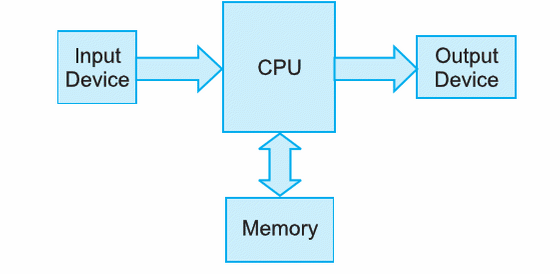 Input
Device
CPU
Output
Device
Memory